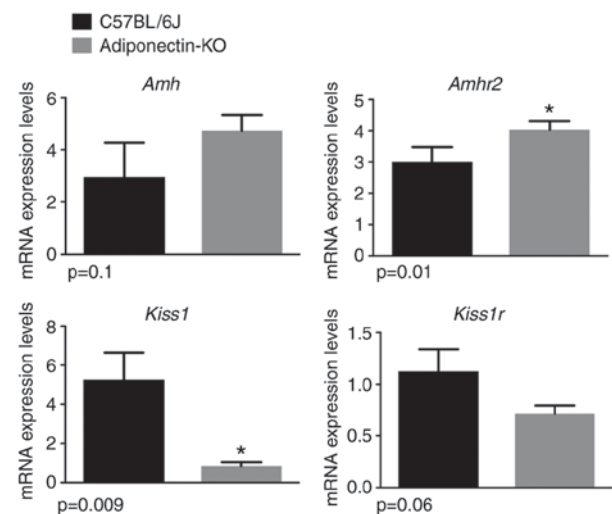 C57BL/6J
Adiponectin-KO
Amh
mRNA expression levels
6
4
2
0
p=0.1
Amhr2
mRNA expression levels
*
5
4
3
2
1
0
p=0.01
Kiss1
mRNA expression levels
8
6
4
2
0
*
p=0.009
Kiss1r
mRNA expression levels
1.5
1.0
0.5
0.0
p=0.06